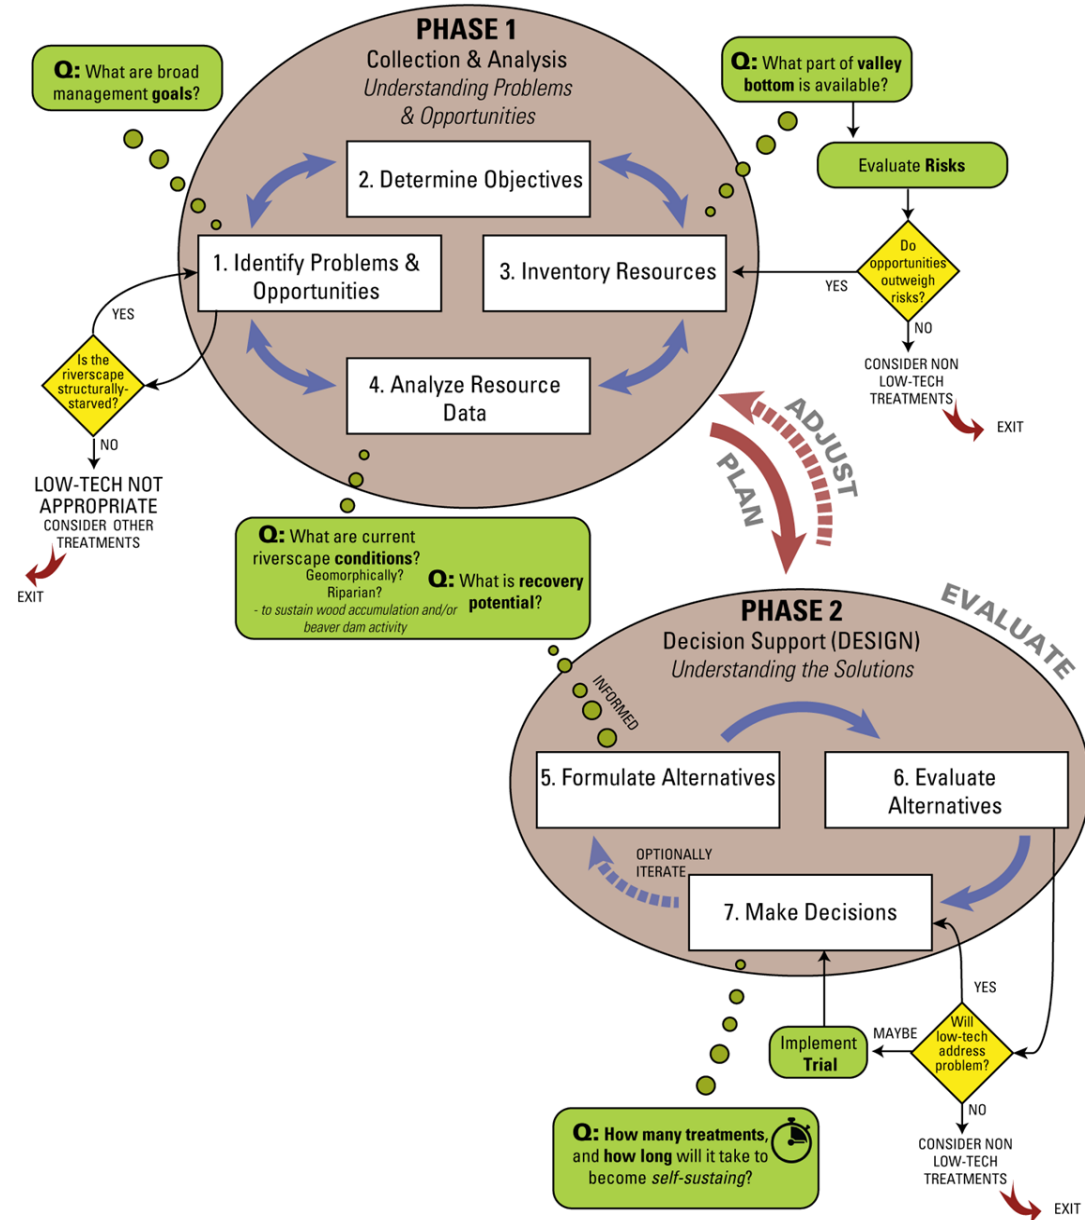 PHASE 1
Collection & Analysis
Understanding Problems
& Opportunities
Q: What are broad
management goals?
Q: What part of valley
bottom is available?
Evaluate Risks
Do
opportunities
outweigh
risks?
YES
NO
CONSIDER NON
LOW-TECH
TREATMENTS
EXIT
2. Determine Objectives
1. Identify Problems &
Opportunities
3. Inventory Resources
4. Analyze Resource
Data
YES
Is the
riverscape
structurally-
starved?
NO
LOW-TECH NOT
APPROPRIATE
CONSIDER OTHER
TREATMENTS
EXIT
ADJUST
PLAN
Q: What are current
riverscape conditions?
Geomorphically?
Riparian?
- to sustain wood accumulation and/or
beaver dam activity
Q: What is recovery
potential?
EVALUATE
PHASE 2
Decision Support (DESIGN)
Understanding the Solutions
INFORMED
5. Formulate Alternatives
6. Evaluate
Alternatives
OPTIONALLY
ITERATE
7. Make Decisions
YES
Will
low-tech
address
problem?
MAYBE
Implement
Trial
NO
CONSIDER NON
LOW-TECH
TREATMENTS
EXIT
Q: How many treatments,
and how long will it take to
become self-sustaing?